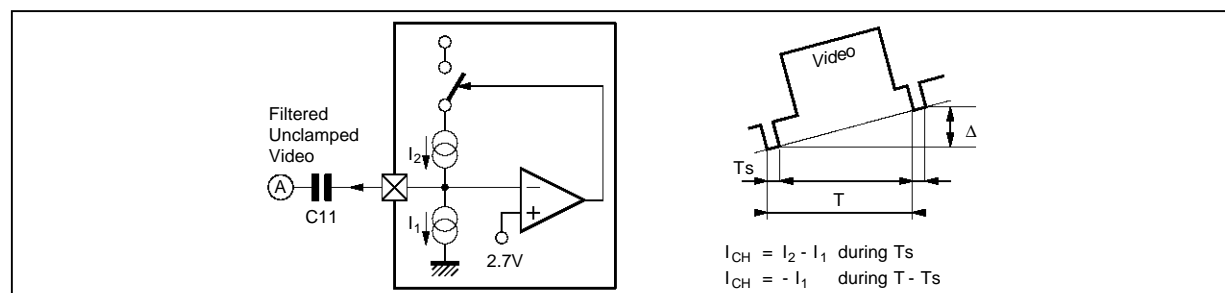 Filtered
Unclamped
Video
A
C11
I2
I1
−
+
2.7V
Video
Δ
Ts
T
ICH = I2 - I1 during Ts
ICH = - I1 during T - Ts